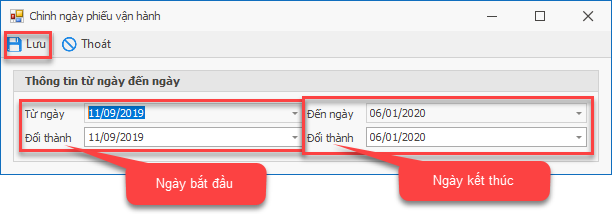 Chỉnh ngày phiếu vận hành
Lưu Thoát
Thông tin từ ngày đến ngày
Từ ngày 11/09/2019 Đến ngày 06/01/2020
Đổi thành 11/09/2019 Đổi thành 06/01/2020
Ngày bắt đầu Ngày kết thúc